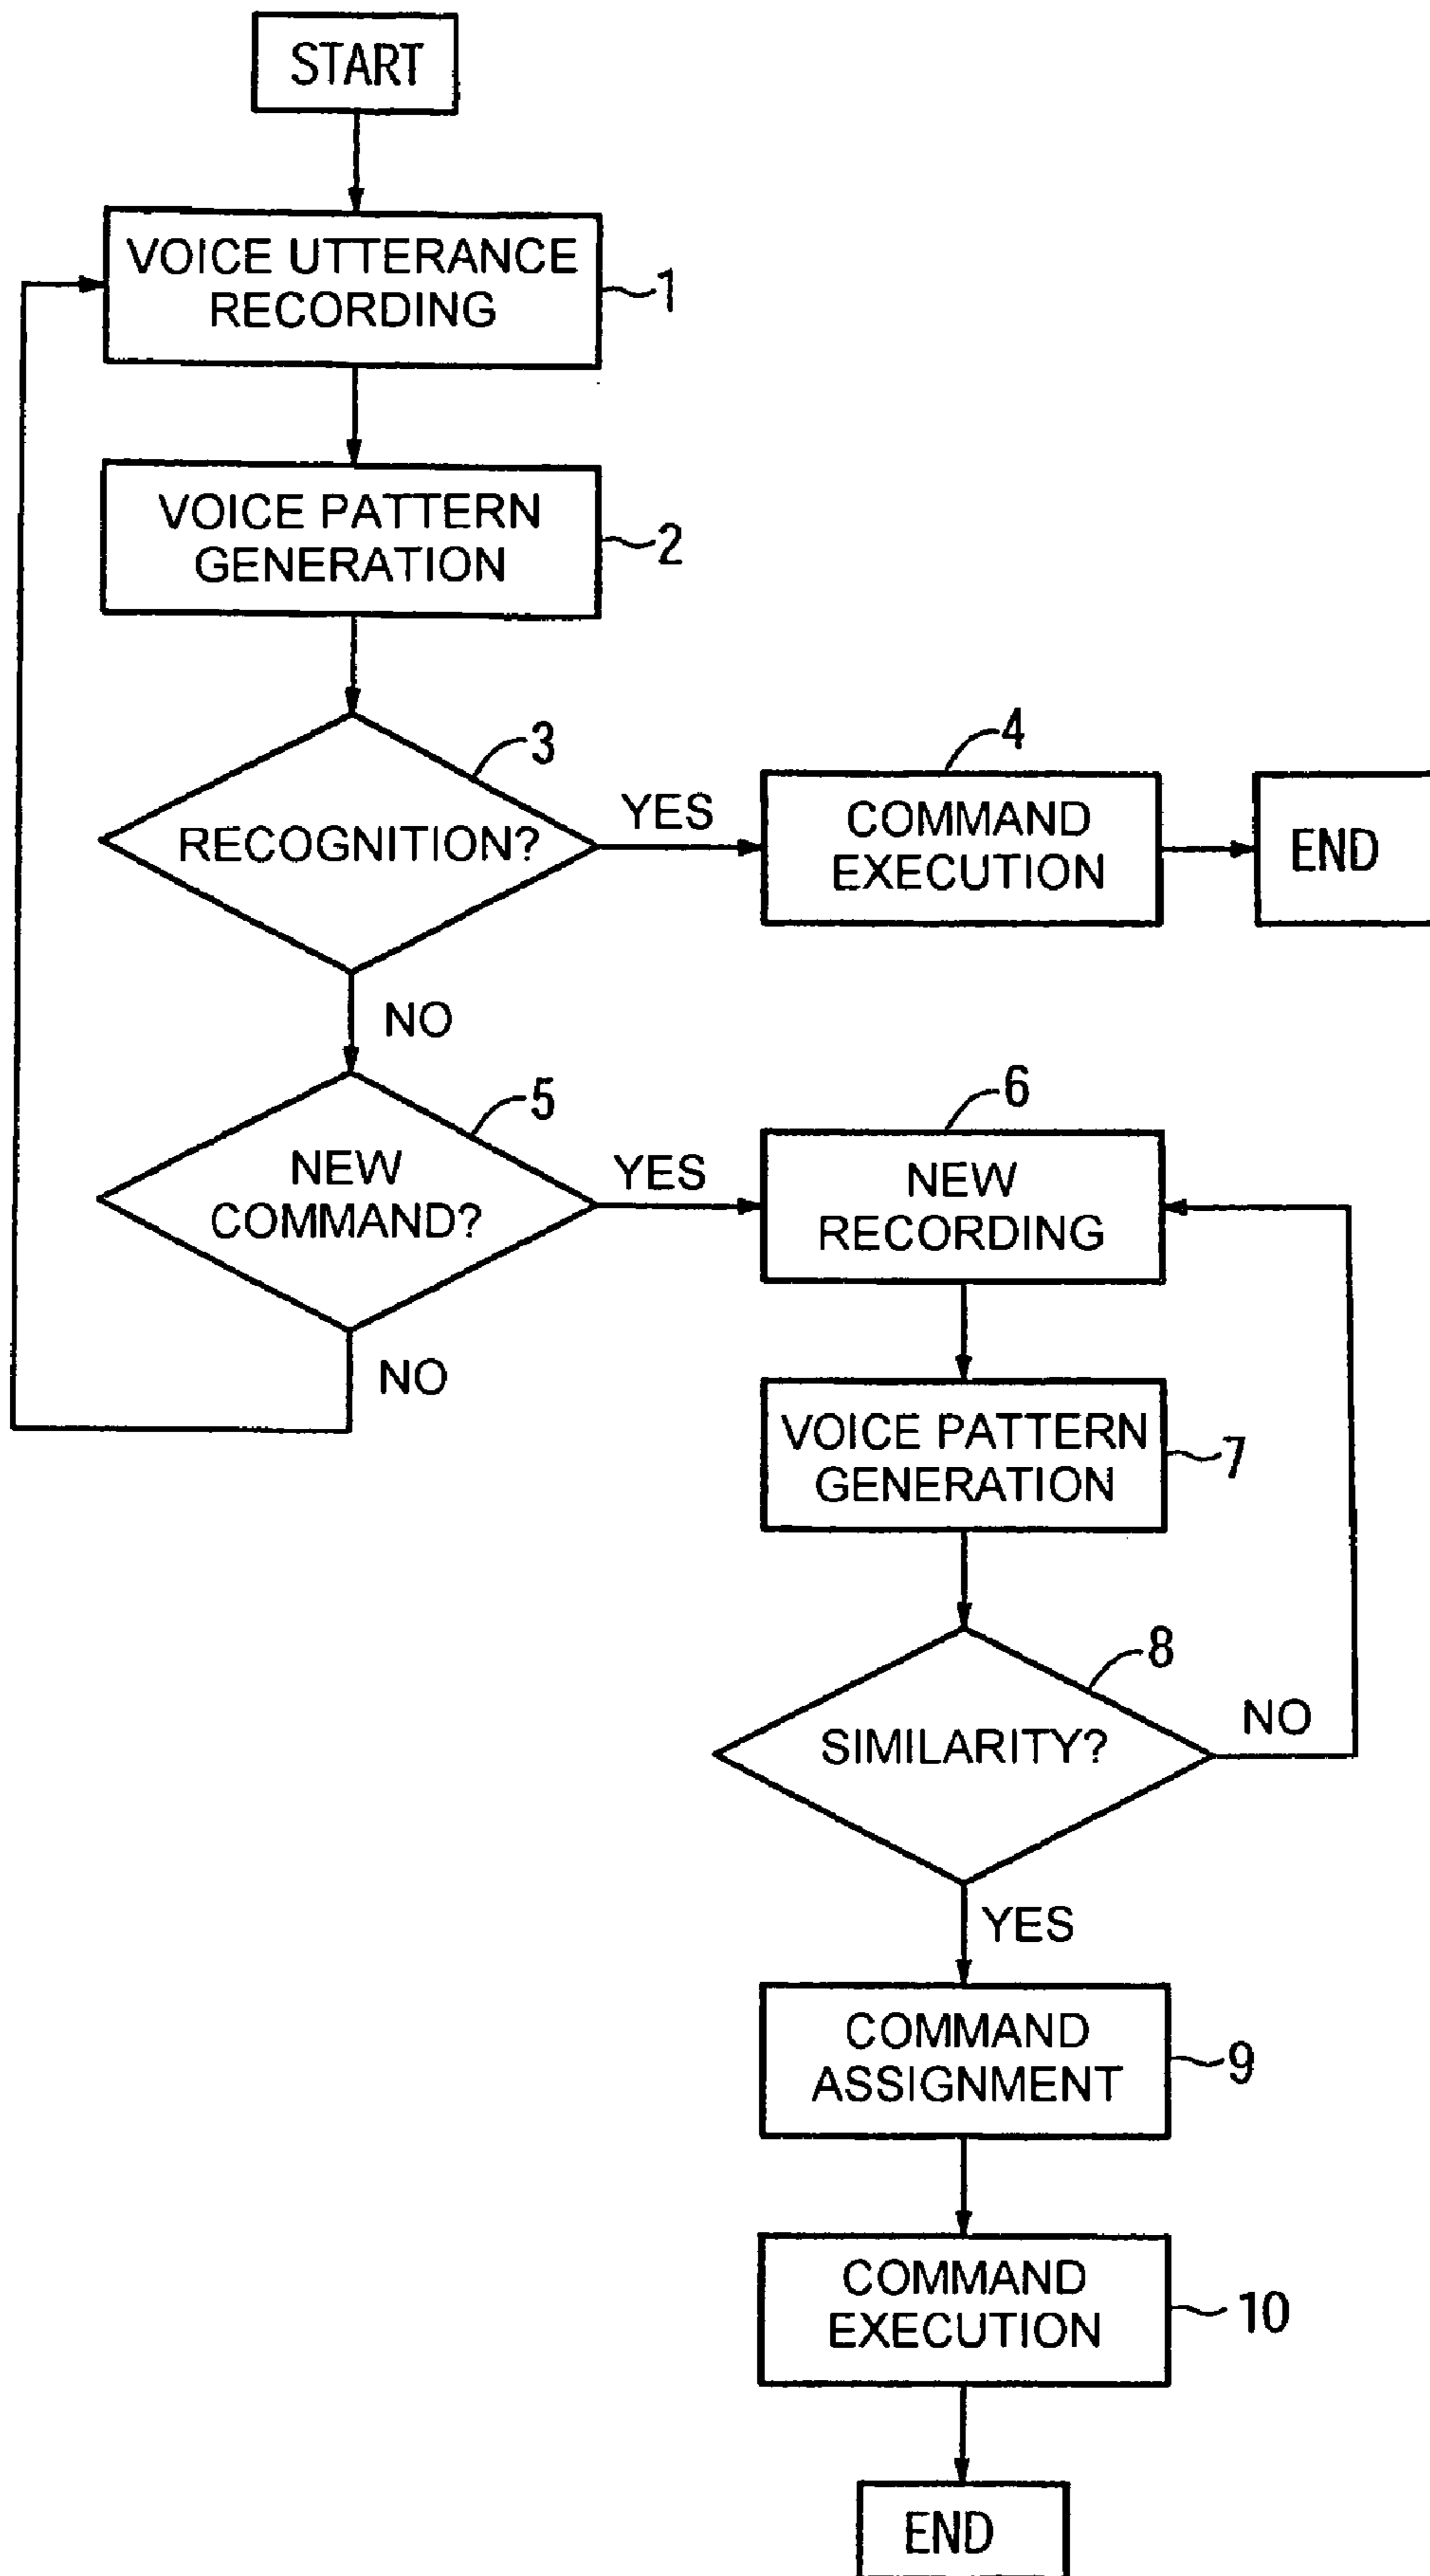 START
VOICE UTTERANCE
RECORDING
1
VOICE PATTERN
GENERATION
2
3
RECOGNITION?
YES
4
COMMAND
EXECUTION
END
NO
5
NEW
COMMAND?
YES
6
NEW
RECORDING
NO
VOICE PATTERN
GENERATION
7
8
SIMILARITY?
NO
YES
COMMAND
ASSIGNMENT
9
COMMAND
EXECUTION
10
END